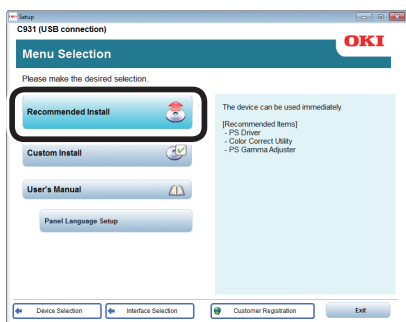 Setup
C931 (USB connection)
OKI
Menu Selection
Please make the desired selection.
Recommended Install
Custom Install
User's Manual
Panel Language Setup
The device can be used immediately.
[Recommended Items]
- PS Driver
- Color Correct Utility
- PS Gamma Adjuster
Device Selection
Interface Selection
Customer Registration
Exit